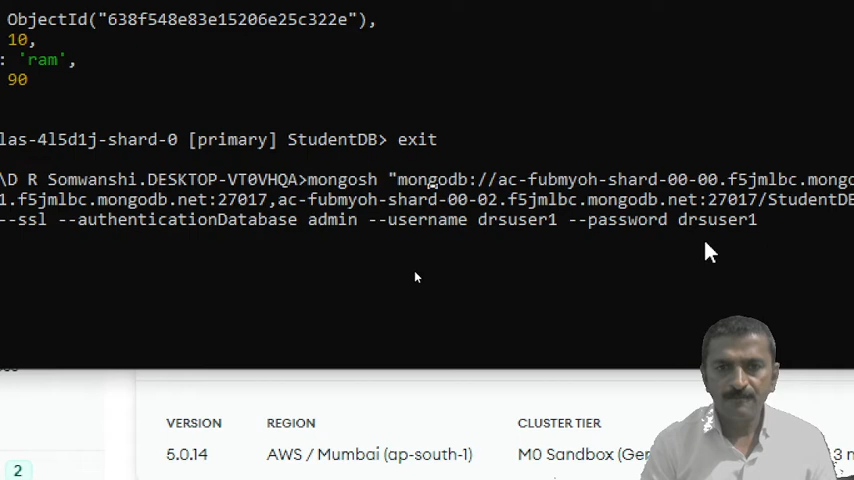 ObjectId("638f548e83e15206e25c322e"),
10,
: 'ram',
90
las-4l5d1j-shard-0 [primary] StudentDB> exit
\D R Somwanshi.DESKTOP-VT0VHQA>mongosh "mongodb://ac-fubmyoh-shard-00-00.f5jmlbc.mongo
1.f5jmlbc.mongodb.net:27017,ac-fubmyoh-shard-00-02.f5jmlbc.mongodb.net:27017/StudentDB
--ssl --authenticationDatabase admin --username drsuser1 --password drsuser1
VERSION REGION CLUSTER TIER
5.0.14 AWS / Mumbai (ap-south-1) M0 Sandbox (Gen
2